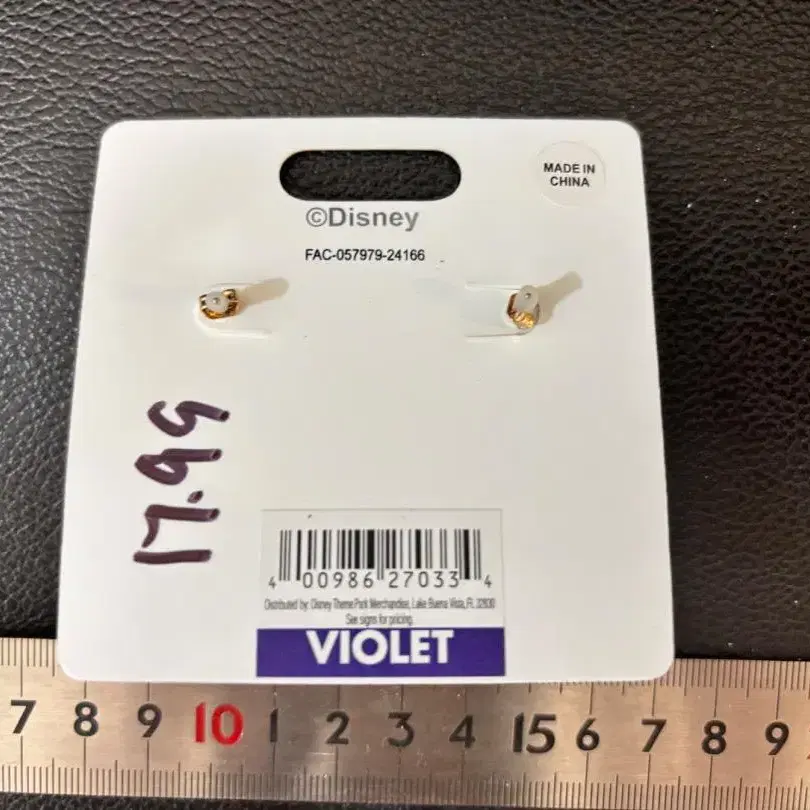 MADE IN
CHINA
©Disney
FAC-057979-24166
17.99
4 00986 27033 4
Distributed by: Disney Theme Park Merchandise, Lake Buena Vista, FL 32830
See signs for pricing.
VIOLET
7 8 9 10 1 2 3 4 15 6 7 8 9